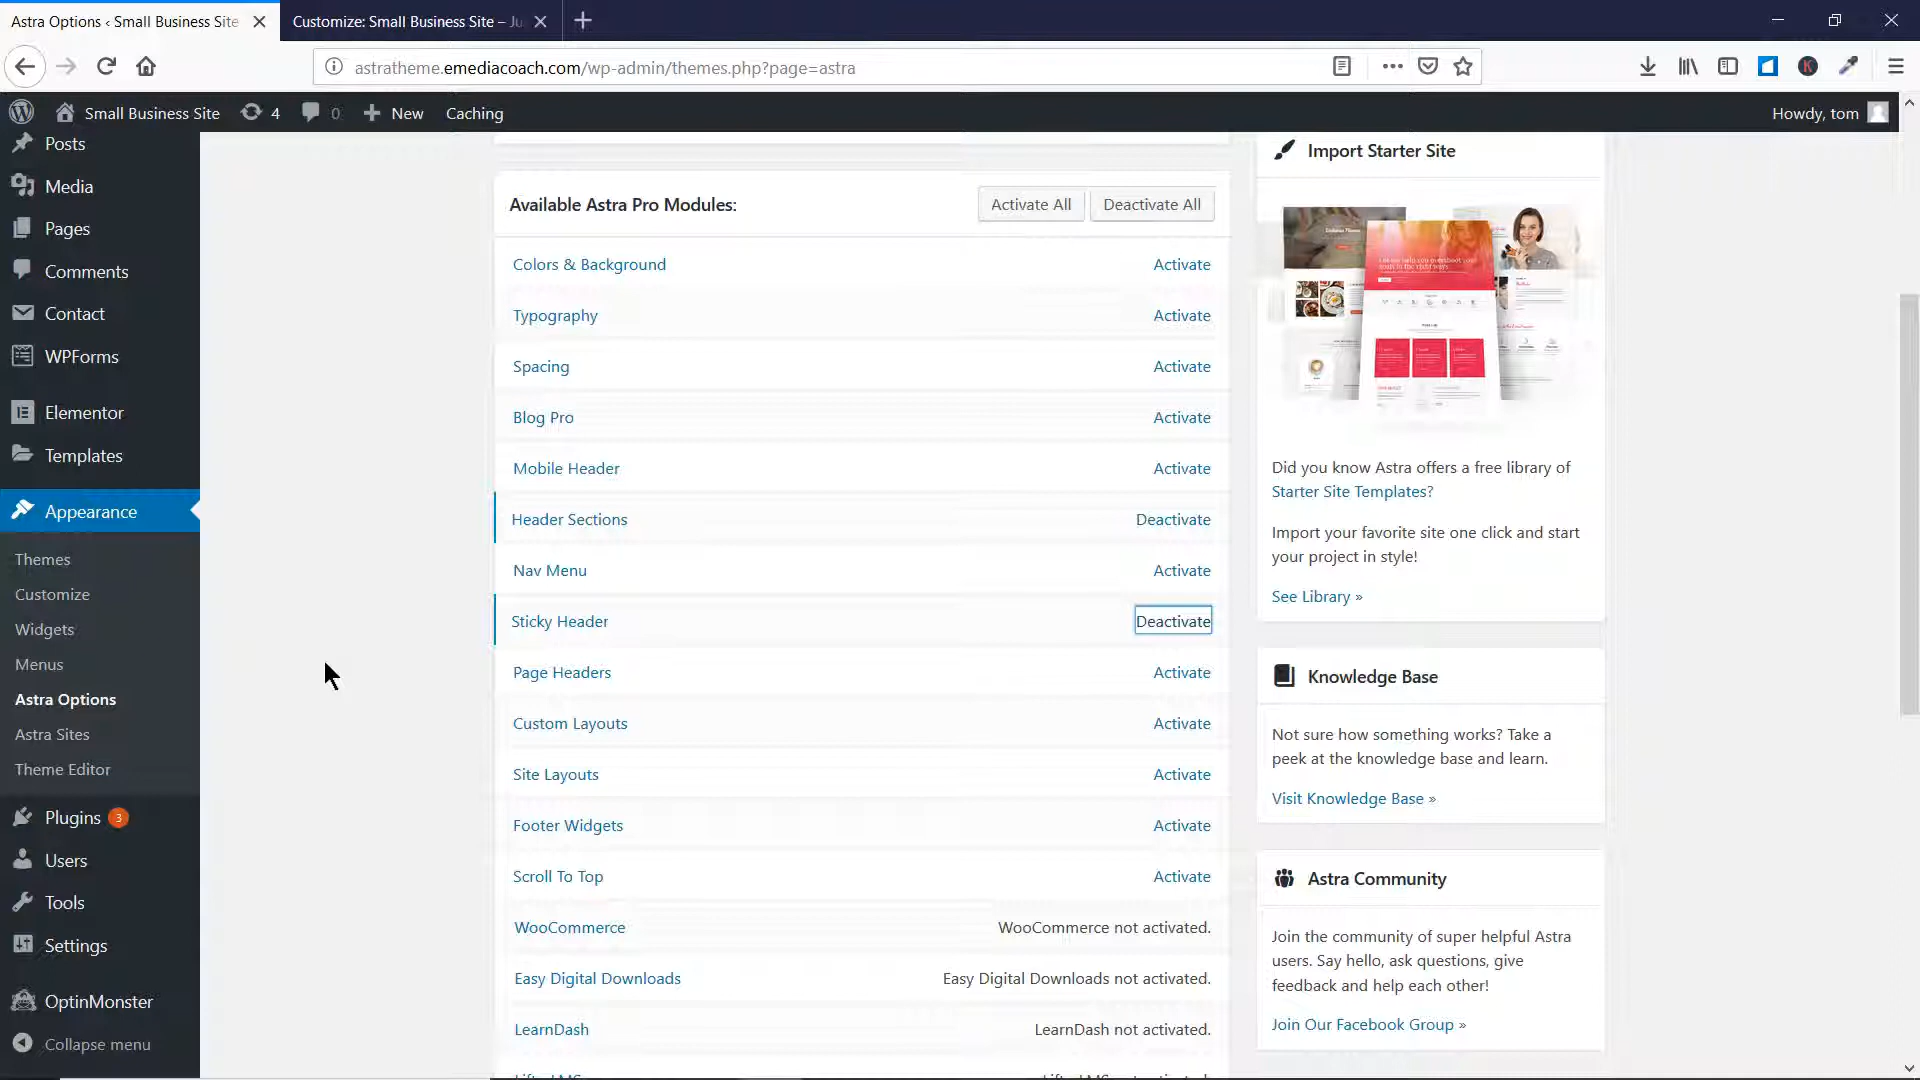 Astra Options ‹ Small Business Site
Customize: Small Business Site – Ju
astratheme.emediacoach.com/wp-admin/themes.php?page=astra
Small Business Site
4
0
New
Caching
Howdy, tom
Posts
Media
Pages
Comments
Contact
WPForms
Elementor
Templates
Appearance
Themes
Customize
Widgets
Menus
Astra Options
Astra Sites
Theme Editor
Plugins 3
Users
Tools
Settings
OptinMonster
Collapse menu
Available Astra Pro Modules:
Activate All
Deactivate All
Colors & Background Activate
Typography Activate
Spacing Activate
Blog Pro Activate
Mobile Header Activate
Header Sections Deactivate
Nav Menu Activate
Sticky Header Deactivate
Page Headers Activate
Custom Layouts Activate
Site Layouts Activate
Footer Widgets Activate
Scroll To Top Activate
WooCommerce WooCommerce not activated.
Easy Digital Downloads Easy Digital Downloads not activated.
LearnDash LearnDash not activated.
Import Starter Site
Did you know Astra offers a free library of
Starter Site Templates?
Import your favorite site one click and start
your project in style!
See Library »
Knowledge Base
Not sure how something works? Take a
peek at the knowledge base and learn.
Visit Knowledge Base »
Astra Community
Join the community of super helpful Astra
users. Say hello, ask questions, give
feedback and help each other!
Join Our Facebook Group »